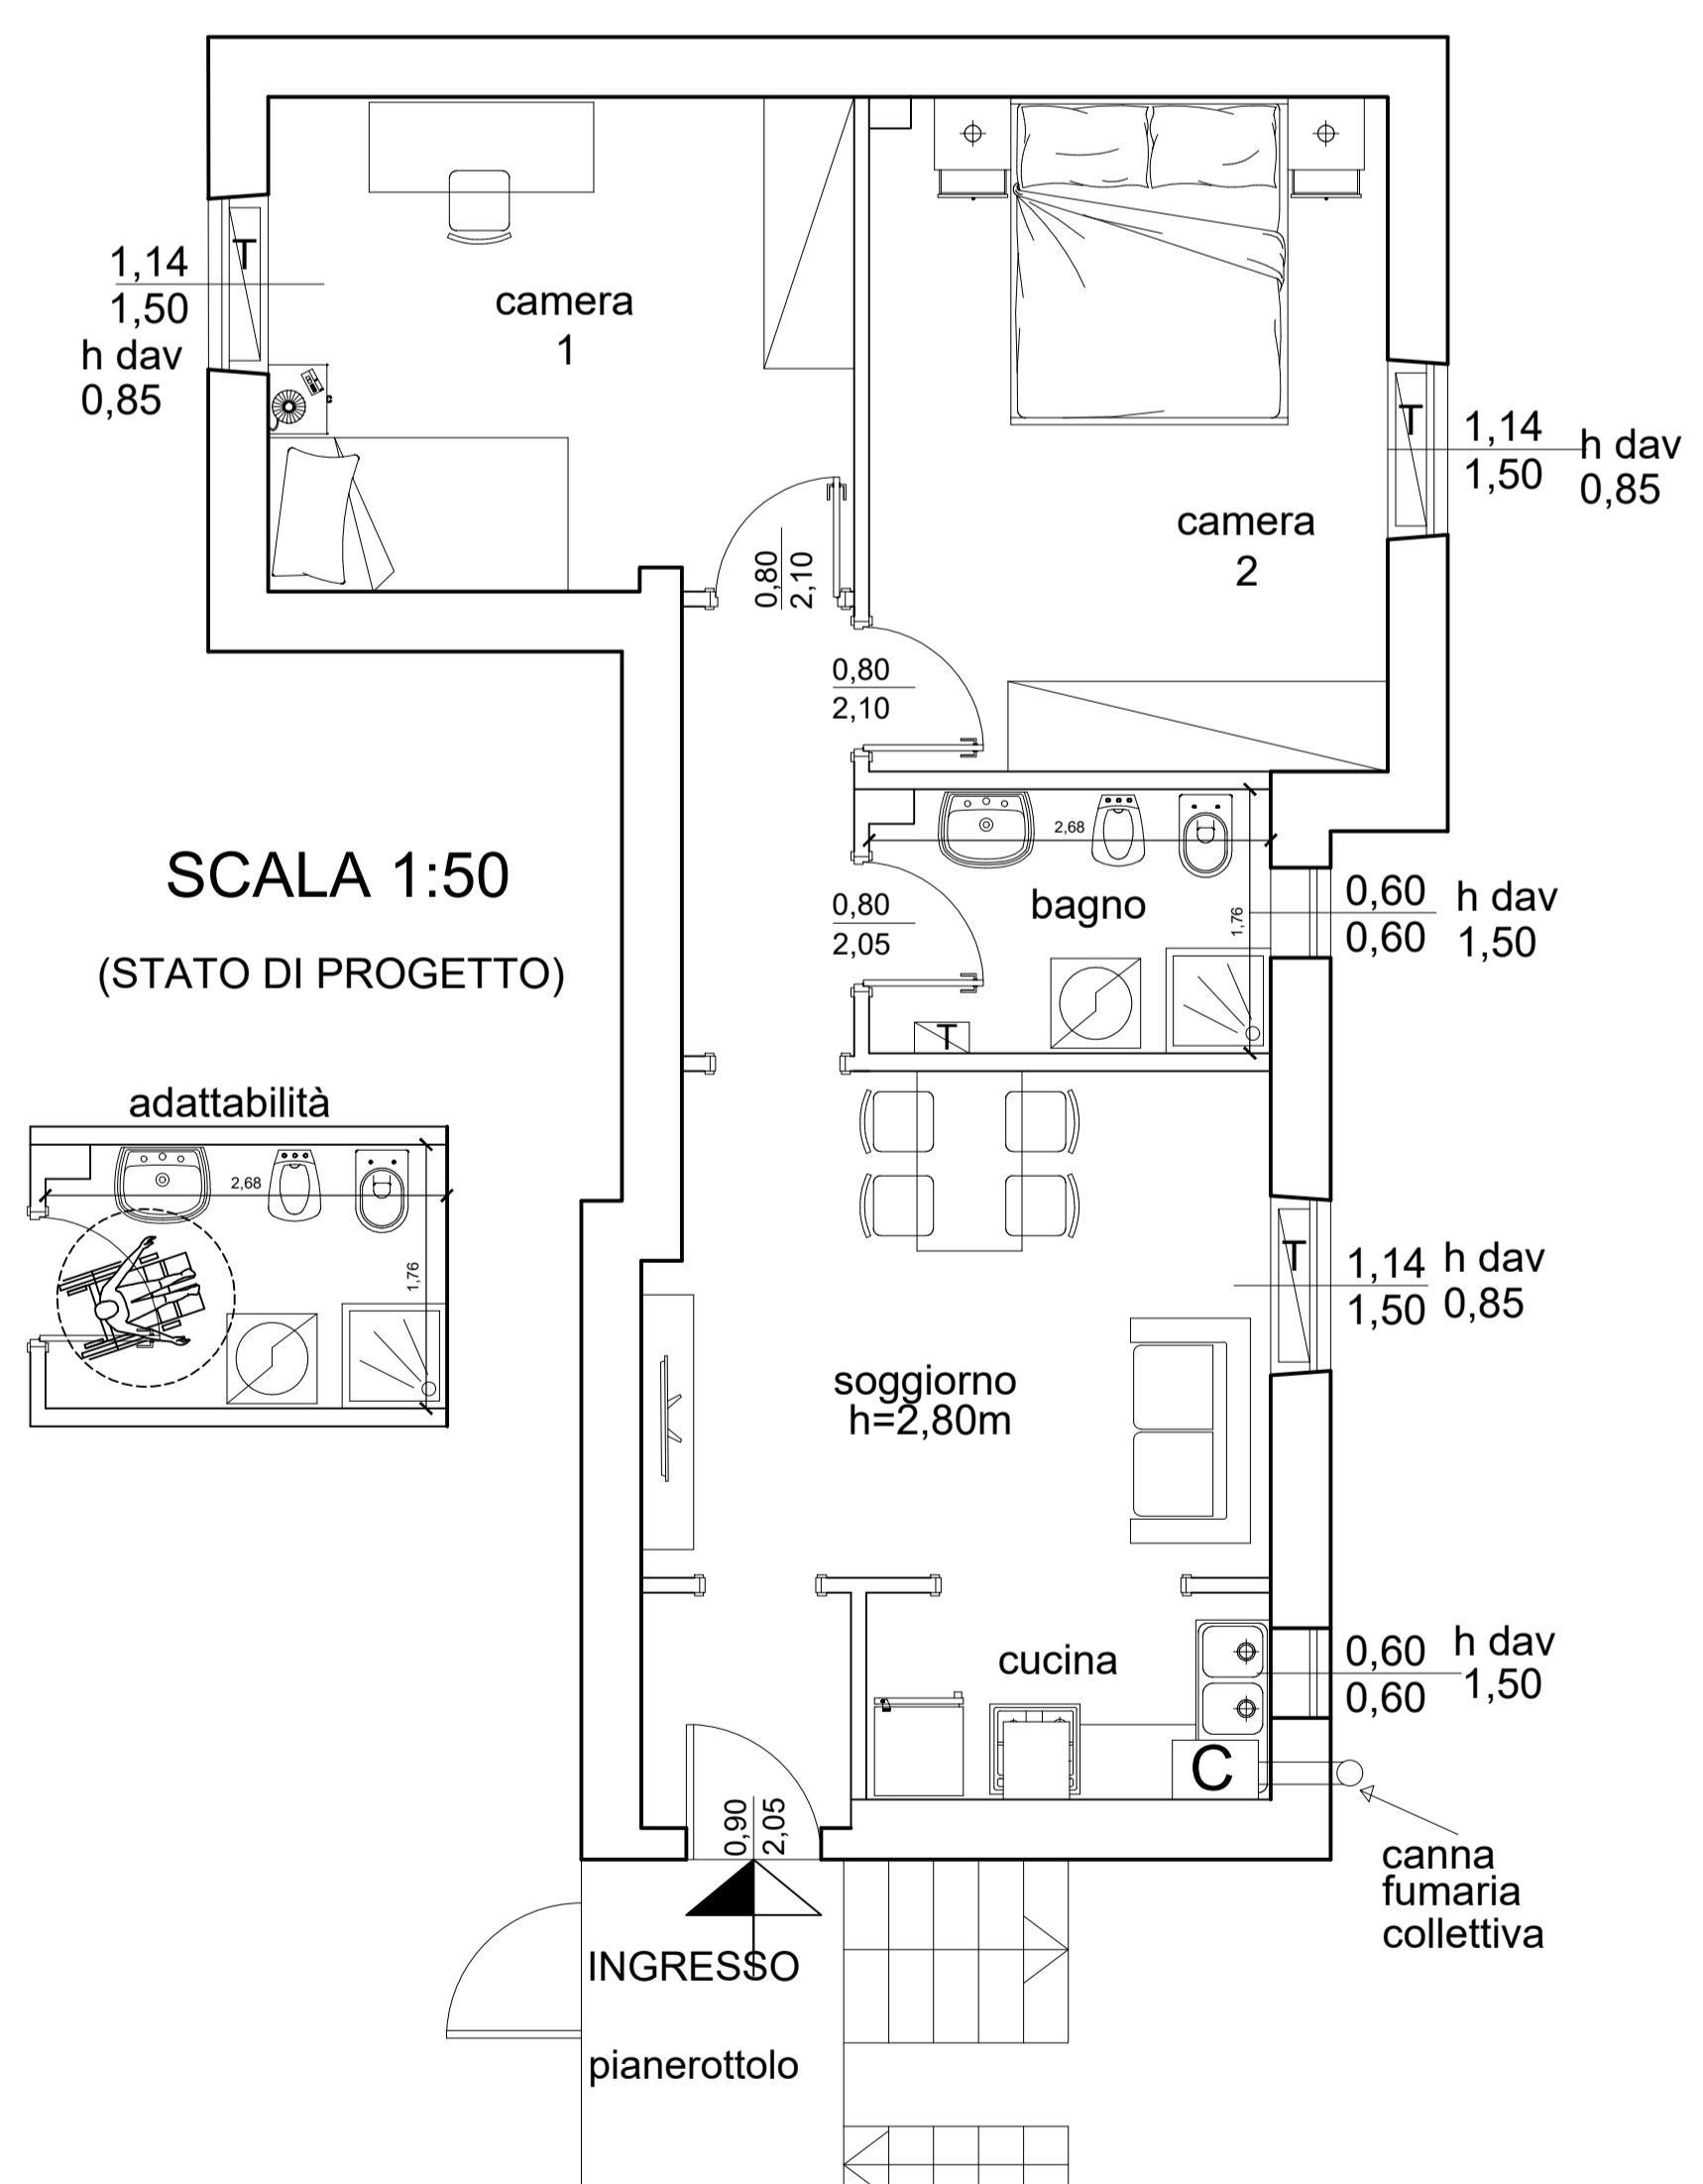 T
1,14
1,50
h dav
0,85
camera
1
T
1,14
1,50
h dav
0,85
camera
2
0,80
2,10
0,80
2,10
SCALA 1:50
(STATO DI PROGETTO)
2,68
0,80
2,05
bagno
1,76
0,60
0,60
h dav
1,50
T
adattabilità
2,68
1,76
T
1,14
1,50
h dav
0,85
soggiorno
h=2,80m
cucina
0,60
0,60
h dav
1,50
C
0,90
2,05
canna
fumaria
collettiva
INGRESSO
pianerottolo